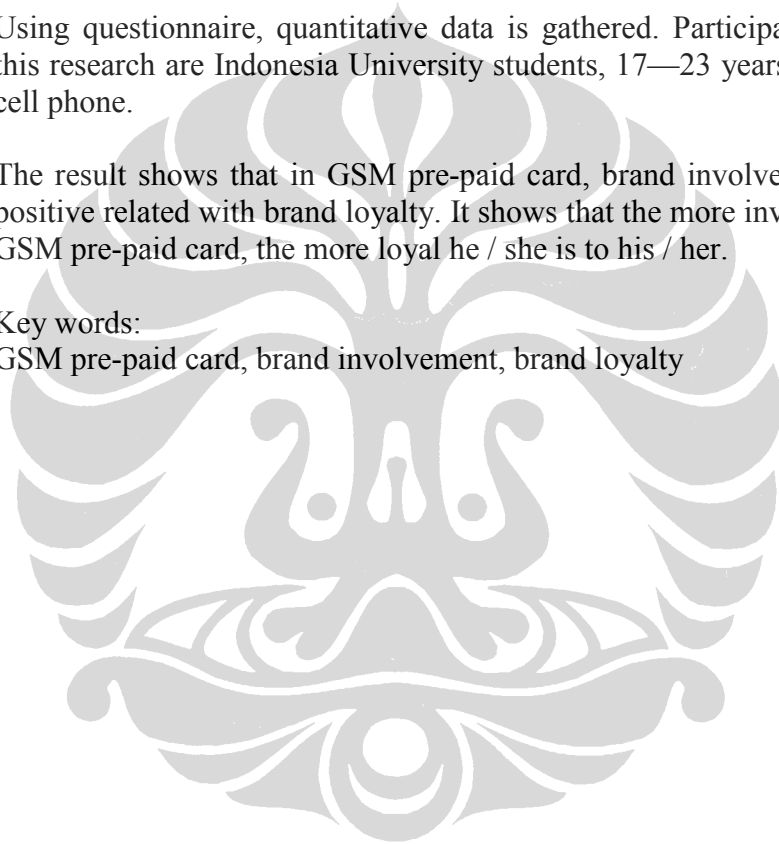 Using questionnaire, quantitative data is gathered. Participa
this research are Indonesia University students, 17—23 years
cell phone.
The result shows that in GSM pre-paid card, brand involve
positive related with brand loyalty. It shows that the more inv
GSM pre-paid card, the more loyal he / she is to his / her.
Key words:
GSM pre-paid card, brand involvement, brand loyalty